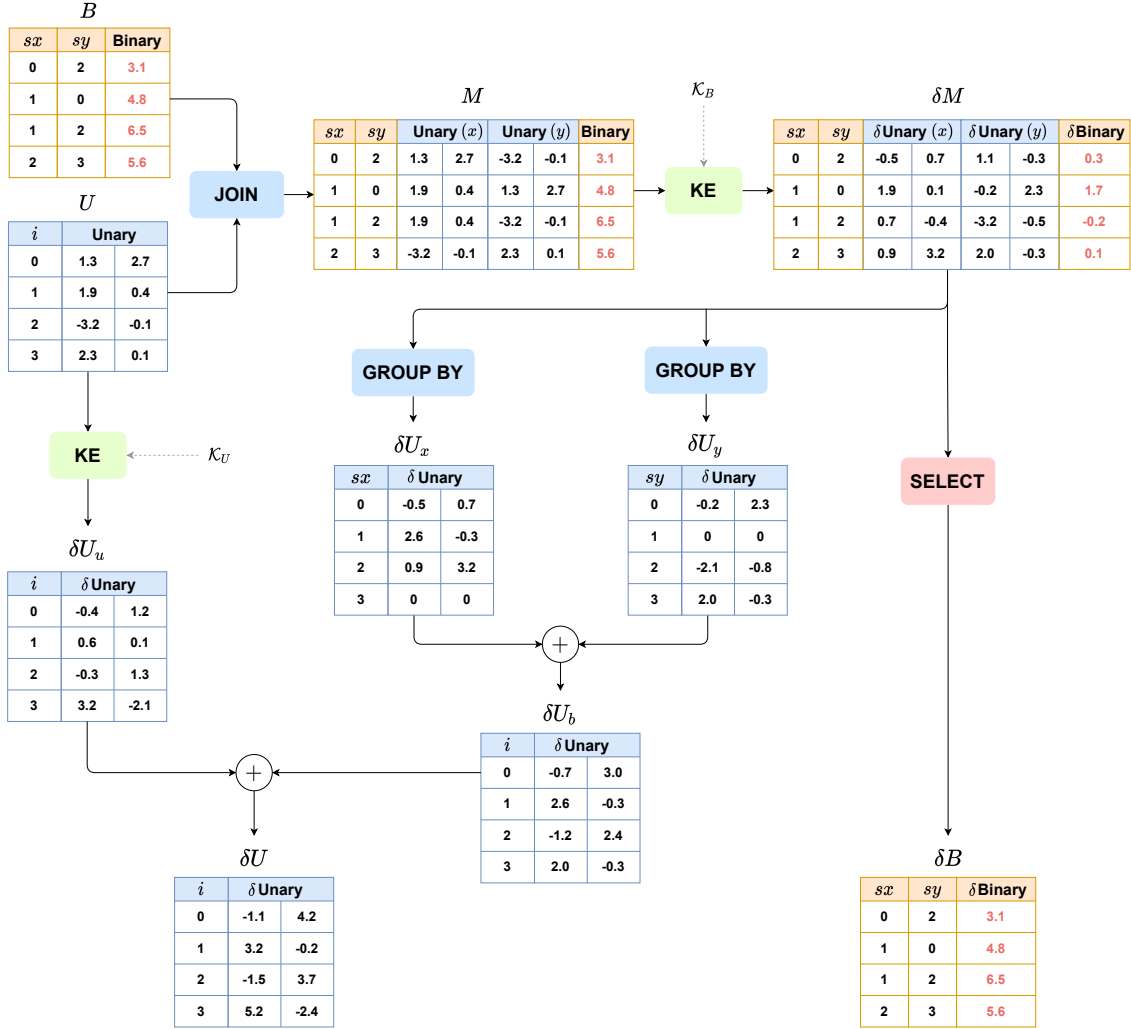 B
sx sy Binary
0 2 3.1
1 0 4.8
1 2 6.5
2 3 5.6
U
i Unary
0 1.3 2.7
1 1.9 0.4
2 -3.2 -0.1
3 2.3 0.1
JOIN
M
sx sy Unary (x) Unary (y) Binary
0 2 1.3 2.7 -3.2 -0.1 3.1
1 0 1.9 0.4 1.3 2.7 4.8
1 2 1.9 0.4 -3.2 -0.1 6.5
2 3 -3.2 -0.1 2.3 0.1 5.6
𝒦_B
KE
δM
sx sy δUnary (x) δUnary (y) δBinary
0 2 -0.5 0.7 1.1 -0.3 0.3
1 0 1.9 0.1 -0.2 2.3 1.7
1 2 0.7 -0.4 -3.2 -0.5 -0.2
2 3 0.9 3.2 2.0 -0.3 0.1
GROUP BY
GROUP BY
KE
𝒦_U
SELECT
δU_x
sx δ Unary
0 -0.5 0.7
1 2.6 -0.3
2 0.9 3.2
3 0 0
δU_y
sy δ Unary
0 -0.2 2.3
1 0 0
2 -2.1 -0.8
3 2.0 -0.3
δU_u
i δ Unary
0 -0.4 1.2
1 0.6 0.1
2 -0.3 1.3
3 3.2 -2.1
+
δU_b
i δ Unary
0 -0.7 3.0
1 2.6 -0.3
2 -1.2 2.4
3 2.0 -0.3
+
δU
i δ Unary
0 -1.1 4.2
1 3.2 -0.2
2 -1.5 3.7
3 5.2 -2.4
δB
sx sy δBinary
0 2 3.1
1 0 4.8
1 2 6.5
2 3 5.6